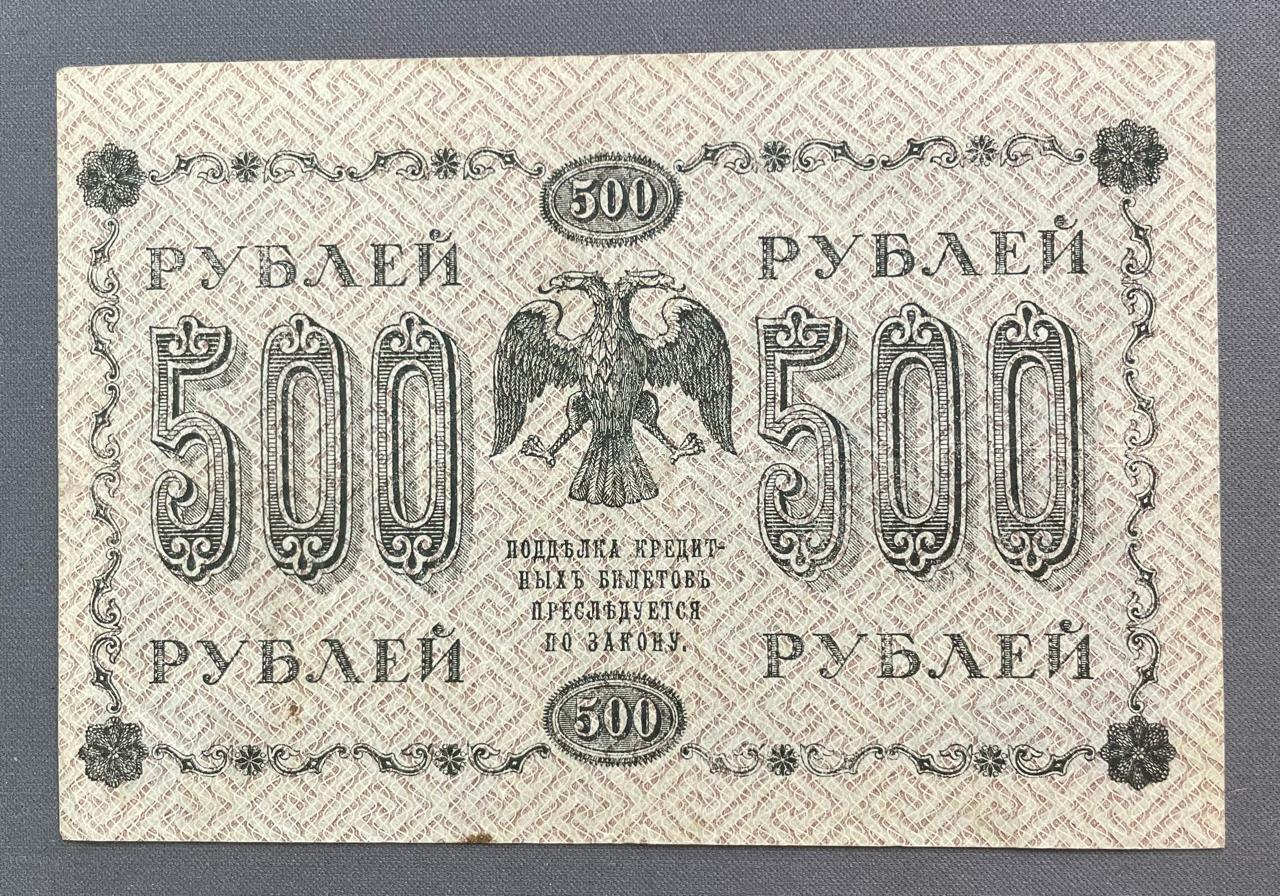 500
РУБЛЕЙ РУБЛЕЙ
500 500
ПОДДѢЛКА КРЕДИТ-
НЫХЪ БИЛЕТОВЪ
ПРЕСЛѢДУЕТСЯ
ПО ЗАКОНУ.
РУБЛЕЙ РУБЛЕЙ
500